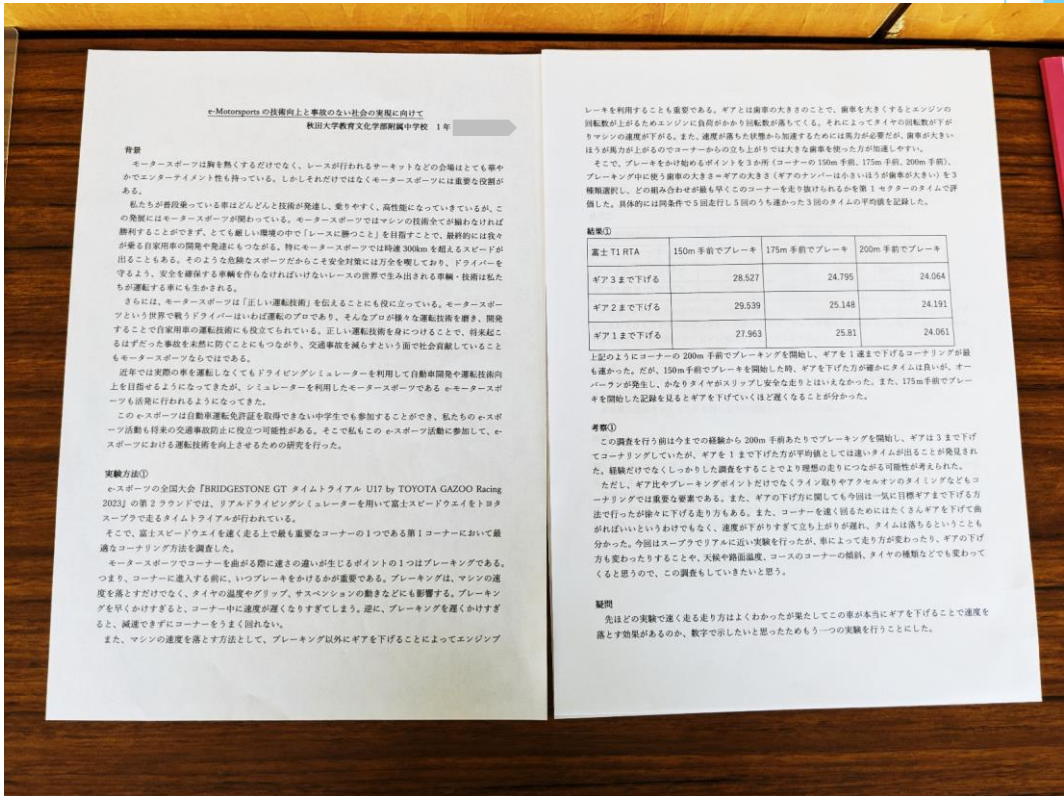 e-Motorsports の技術向上と事故のない社会の実現に向けて
秋田大学教育文化学部附属中学校 1年
背景
モータースポーツは胸を熱くするだけでなく、レースが行われるサーキットなどの会場はとても華や
かでエンターテイメント性も持っている。しかしそれだけではなくモータースポーツには重要な役割が
ある。
私たちが普段乗っている車はどんどんと技術が発達し、乗りやすく、高性能になっていきているが、こ
の発展にはモータースポーツが関わっている。モータースポーツではマシンの技術全てが揃わなければ
勝利することができず、とても厳しい環境の中で「レースに勝つこと」を目指すことで、最終的には我々
が乗る自家用車の開発や発達にもつながる。特にモータースポーツでは時速 300km を超えるスピードが
出ることもある。そのような危険なスポーツだからこそ安全対策には万全を喫しており、ドライバーを
守るよう、安全を確保する車輌を作らなければいけないレースの世界で生み出される車輌・技術は私た
ちが運転する車にも生かされる。
さらには、モータースポーツは「正しい運転技術」を伝えることにも役に立っている。モータースポー
ツという世界で戦うドライバーはいわば運転のプロであり、そんなプロが様々な運転技術を磨き、開発
することで自家用車の運転技術にも役立てられている。正しい運転技術を身につけることで、将来起こ
るはずだった事故を未然に防ぐことにもつながり、交通事故を減らすという面で社会貢献していること
もモータースポーツならではである。
近年では実際の車を運転しなくてもドライビングシミュレーターを利用して自動車開発や運転技術向
上を目指せるようになってきたが、シミュレーターを利用したモータースポーツである e-モータースポ
ーツも活発に行われるようになってきた。
この e-スポーツは自動車運転免許証を取得できない中学生でも参加することができ、私たちの e-スポ
ーツ活動も将来の交通事故防止に役立つ可能性がある。そこで私もこの e-スポーツ活動に参加して、e-
スポーツにおける運転技術を向上させるための研究を行った。
実験方法①
e-スポーツの全国大会『BRIDGESTONE GT タイムトライアル U17 by TOYOTA GAZOO Racing
2023』の第2ラウンドでは、リアルドライビングシミュレーターを用いて富士スピードウエイをトヨタ
スープラで走るタイムトライアルが行われている。
そこで、富士スピードウエイを速く走る上で最も重要なコーナーの1つである第1コーナーにおいて最
適なコーナリング方法を調査した。
モータースポーツでコーナーを曲がる際に速さの違いが生じるポイントの1つはブレーキングである。
つまり、コーナーに進入する前に、いつブレーキをかけるかが重要である。ブレーキングは、マシンの速
度を落とすだけでなく、タイヤの温度やグリップ、サスペンションの動きなどにも影響する。ブレーキン
グを早くかけすぎると、コーナー中に速度が遅くなりすぎてしまう。逆に、ブレーキングを遅くかけすぎ
ると、減速できずにコーナーをうまく回れない。
また、マシンの速度を落とす方法として、ブレーキング以外にギアを下げることによってエンジンブ
レーキを利用することも重要である。ギアとは歯車の大きさのことで、歯車を大きくするとエンジンの
回転数が上がるためエンジンに負荷がかかり回転数が落ちてくる。それによってタイヤの回転数が下が
りマシンの速度が下がる。また、速度が落ちた状態から加速するためには馬力が必要だが、歯車が大きい
ほうが馬力が上がるのでコーナーからの立ち上がりでは大きな歯車を使った方が加速しやすい。
そこで、ブレーキをかけ始めるポイントを3か所（コーナーの 150m 手前、175m 手前、200m 手前）、
ブレーキング中に使う歯車の大きさ＝ギアの大きさ（ギアのナンバーは小さいほうが歯車が大きい）を3
種類選択し、どの組み合わせが最も早くこのコーナーを走り抜けられるかを第1セクターのタイムで評
価した。具体的には同条件で5回走行し5回のうち速かった3回のタイムの平均値を記録した。
結果①
富士 T1 RTA 150m 手前でブレーキ 175m 手前でブレーキ 200m 手前でブレーキ
ギア3まで下げる 28.527 24.795 24.064
ギア2まで下げる 29.539 25.148 24.191
ギア1まで下げる 27.963 25.81 24.061
上記のようにコーナーの 200m 手前でブレーキングを開始し、ギアを1速まで下げるコーナリングが最
も速かった。だが、150m手前でブレーキを開始した時、ギアを下げた方が確かにタイムは良いが、オー
バーランが発生し、かなりタイヤがスリップし安全な走りとはいえなかった。また、175m手前でブレー
キを開始した記録を見るとギアを下げていくほど遅くなることが分かった。
考察①
この調査を行う前は今までの経験から 200m 手前あたりでブレーキングを開始し、ギアは3まで下げ
てコーナリングしていたが、ギアを1まで下げた方が平均値としては速いタイムが出ることが発見され
た。経験だけでなくしっかりした調査をすることでより理想の走りにつながる可能性が考えられた。
ただし、ギア比やブレーキングポイントだけでなくライン取りやアクセルオンのタイミングなどもコ
ーナリングでは重要な要素である。また、ギアの下げ方に関しても今回は一気に目標ギアまで下げる方
法で行ったが徐々に下げる走り方もある。また、コーナーを速く回るためにはたくさんギアを下げて曲
がればいいというわけでもなく、速度が下がりすぎて立ち上がりが遅れ、タイムは落ちるということも
分かった。今回はスープラでリアルに近い実験を行ったが、車によって走り方が変わったり、ギアの下げ
方も変わったりすることや、天候や路面温度、コースのコーナーの傾斜、タイヤの種類などでも変わって
くると思うので、この調査もしていきたいと思う。
疑問
先ほどの実験で速く走る走り方はよくわかったが果たしてこの車が本当にギアを下げることで速度を
落とす効果があるのか、数字で示したいと思ったためもう一つの実験を行うことにした。